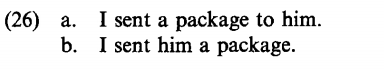 (26) a. I sent a package to him.
b. I sent him a package.